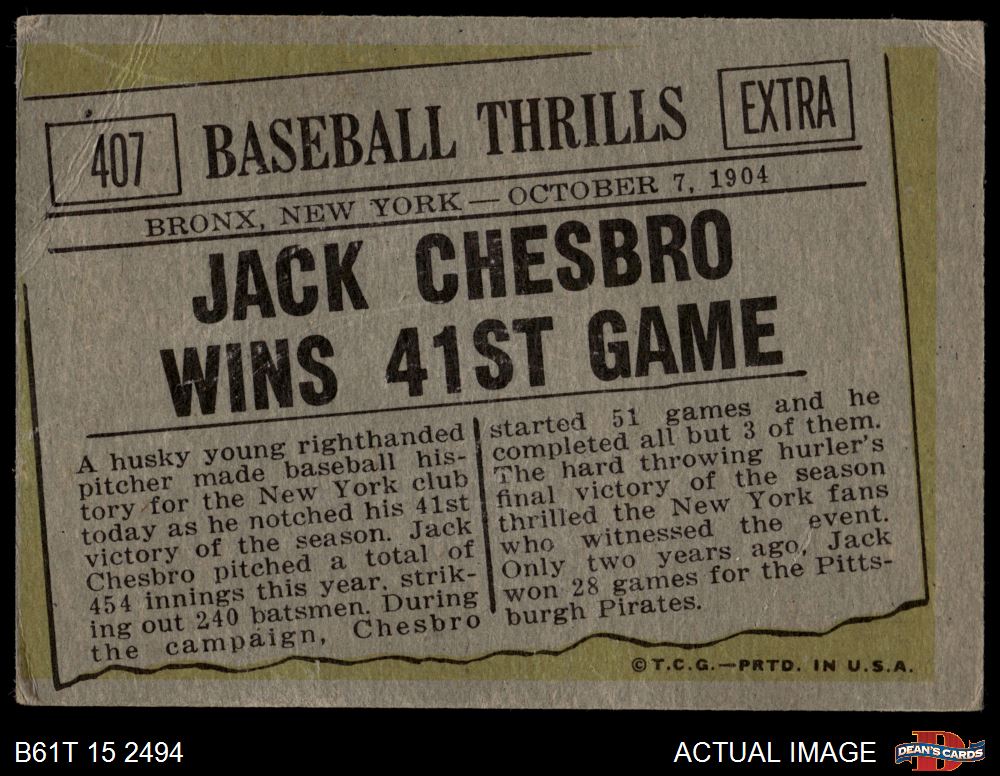 407
BASEBALL THRILLS
EXTRA
BRONX, NEW YORK — OCTOBER 7, 1904
JACK CHESBRO
WINS 41ST GAME
A husky young righthanded
pitcher made baseball his-
tory for the New York club
today as he notched his 41st
victory of the season. Jack
Chesbro pitched a total of
454 innings this year, strik-
ing out 240 batsmen. During
the campaign, Chesbro
started 51 games and he
completed all but 3 of them.
The hard throwing hurler's
final victory of the season
thrilled the New York fans
who witnessed the event.
Only two years ago, Jack
won 28 games for the Pitts-
burgh Pirates.
© T.C.G.—PRTD. IN U.S.A.
B61T 15 2494
ACTUAL IMAGE
DEAN'S CARDS